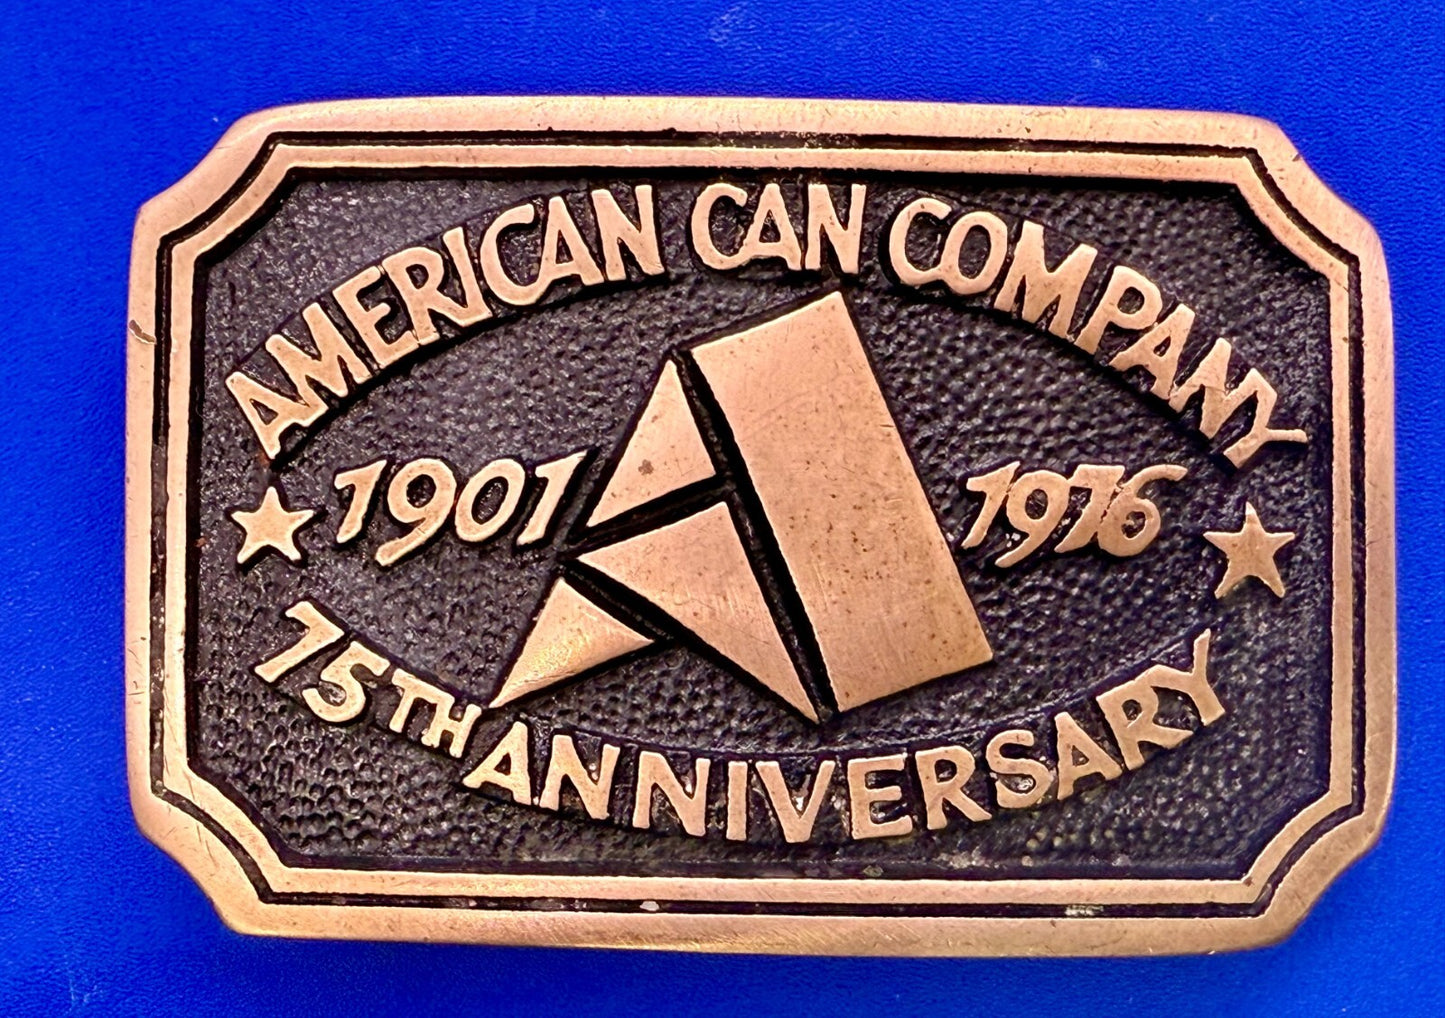 AMERICAN CAN COMPANY
1901 1976
75TH ANNIVERSARY